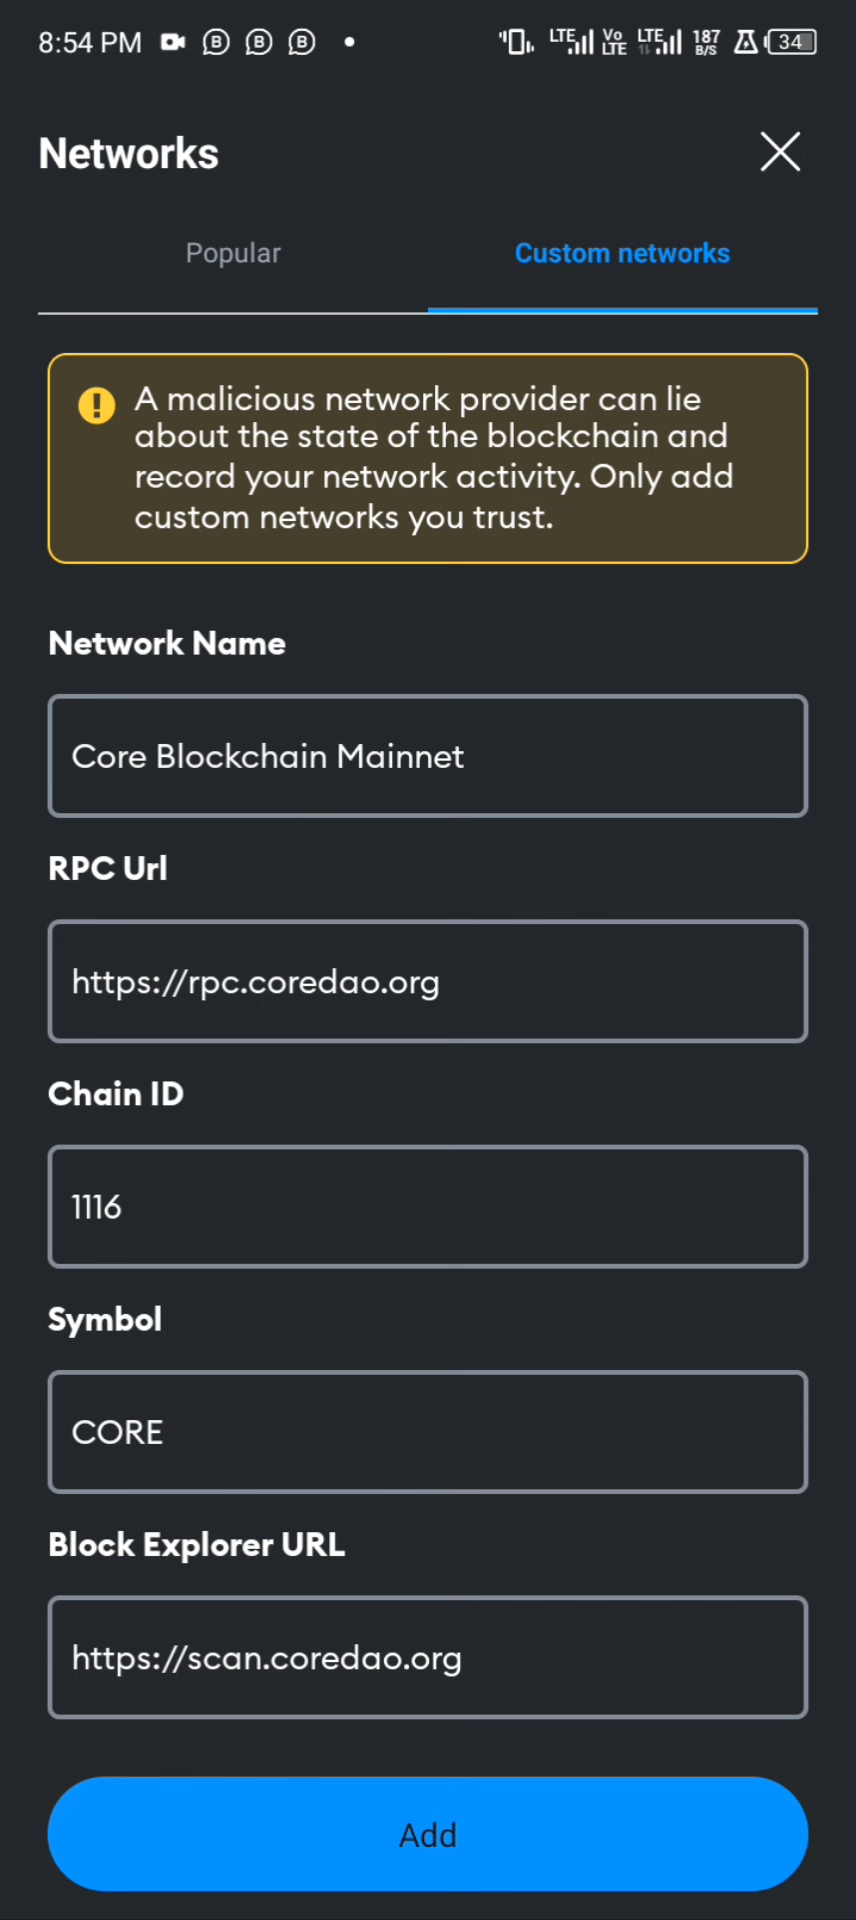 8:54 PM B B B LTE Vo LTE LTE 187 B/S 34
Networks
Popular Custom networks
A malicious network provider can lie
about the state of the blockchain and
record your network activity. Only add
custom networks you trust.
Network Name
Core Blockchain Mainnet
RPC Url
https://rpc.coredao.org
Chain ID
1116
Symbol
CORE
Block Explorer URL
https://scan.coredao.org
Add